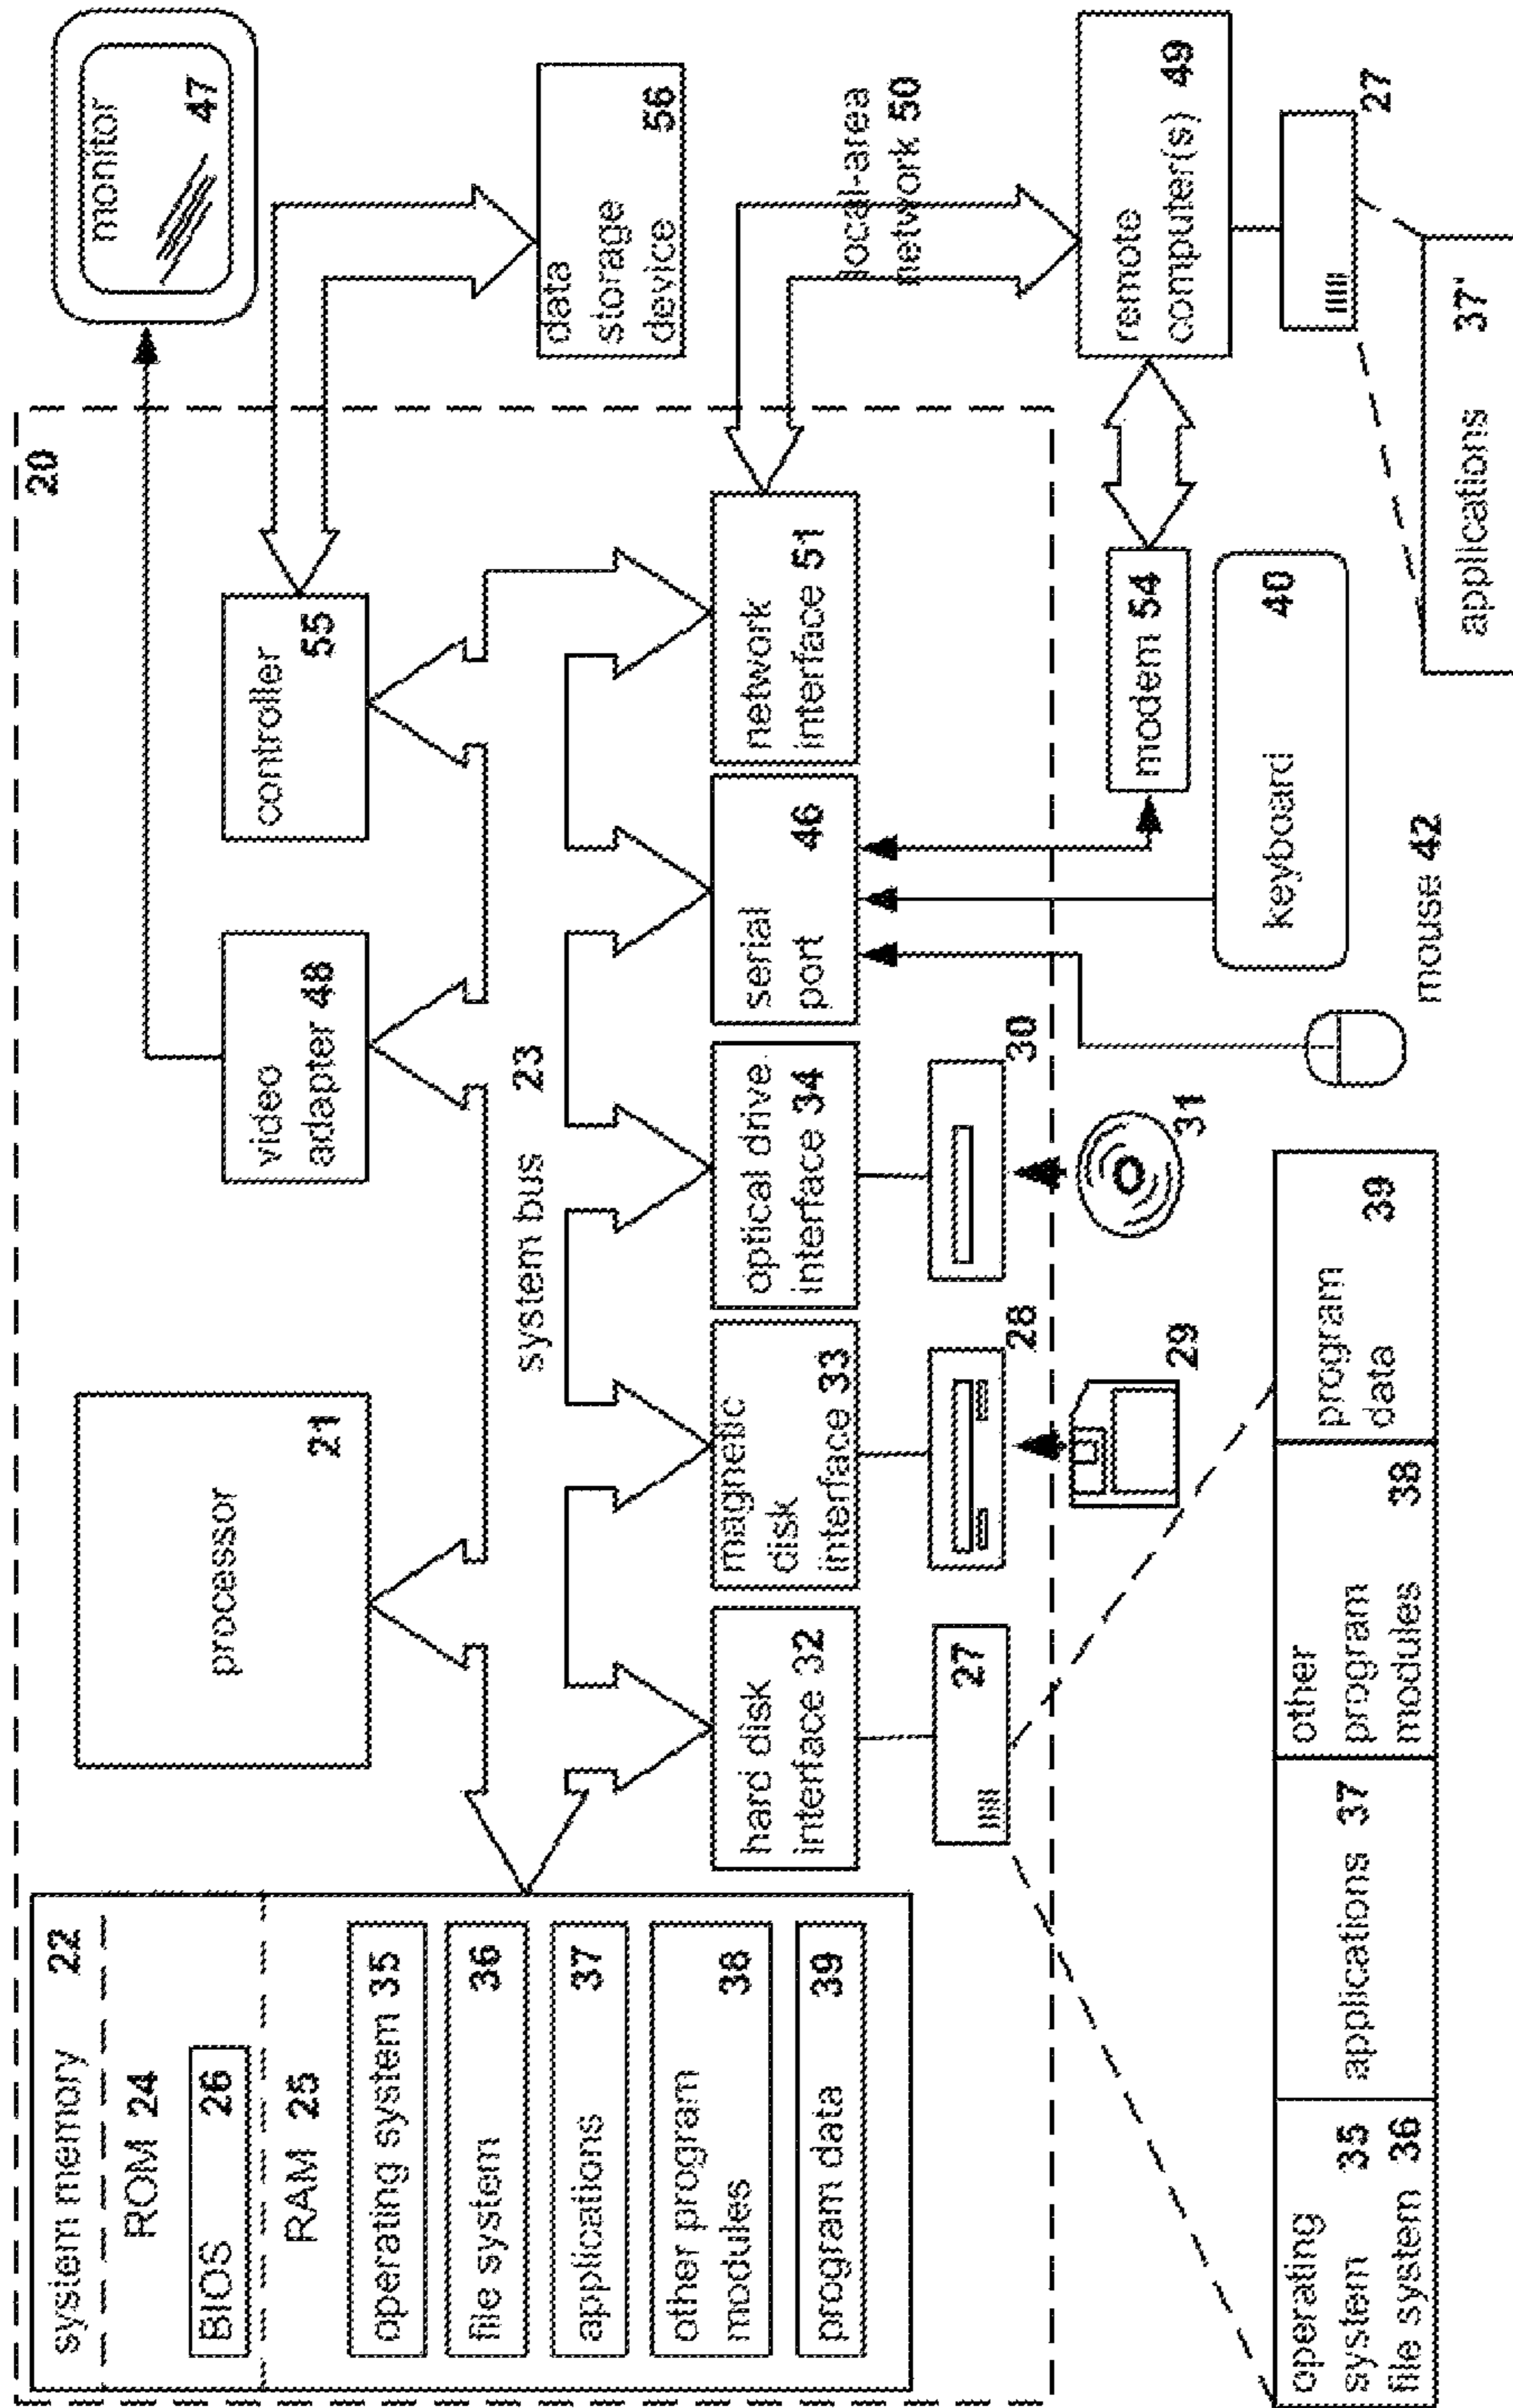 20
system memory 22
ROM 24
BIOS 26
RAM 25
operating system 35
file system 36
applications 37
other program
modules 38
program data 39
processor
21
video
adapter 48
controller
55
monitor
47
system bus 23
data
storage
device 56
hard disk
interface 32
magnetic
disk
interface 33
optical drive
interface 34
serial
port 46
network
interface 51
local-area
network 50
27
28
30
29
31
modem 54
remote
computer(s) 49
keyboard 40
mouse 42
27
operating
system 35
file system 36
applications 37
other
program
modules 38
program
data 39
applications 37'